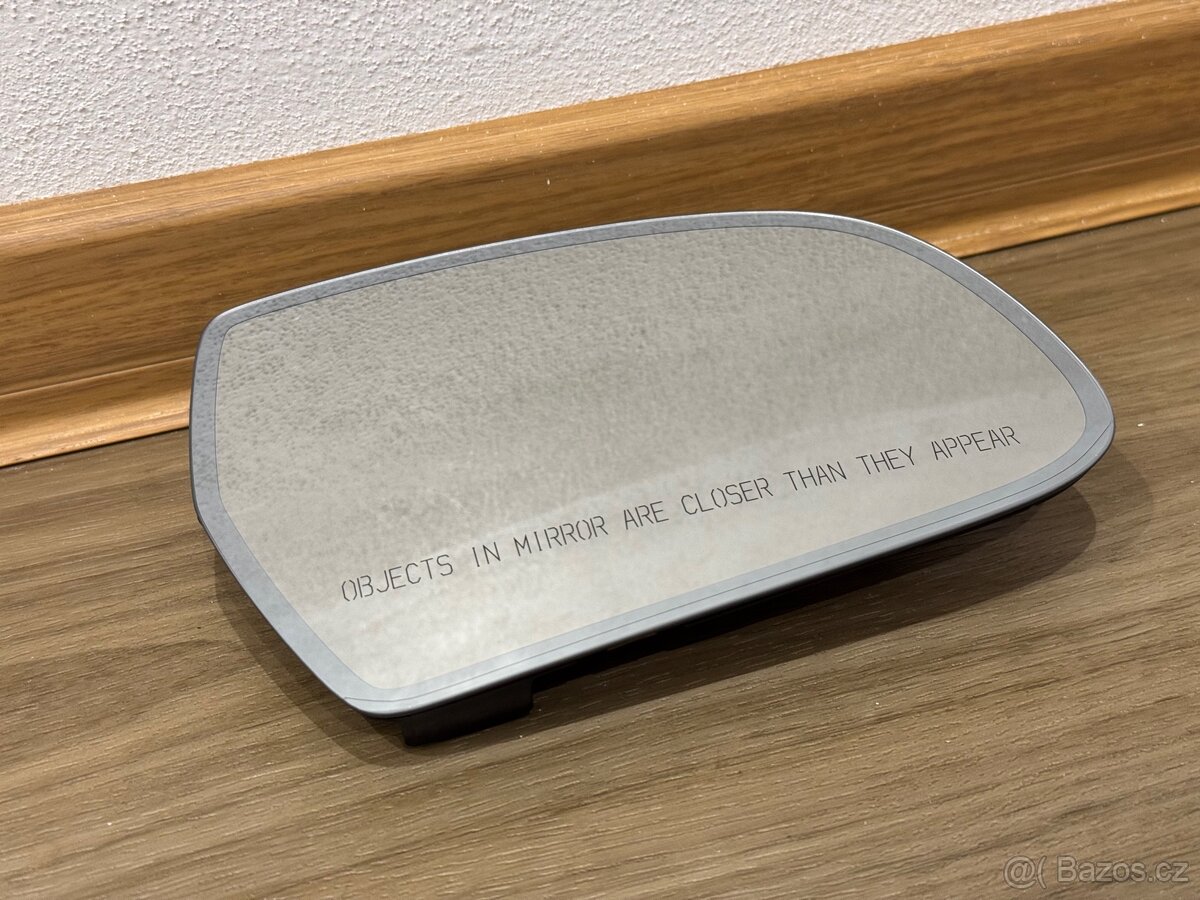 OBJECTS IN MIRROR ARE CLOSER THAN THEY APPEAR
@( Bazos.cz